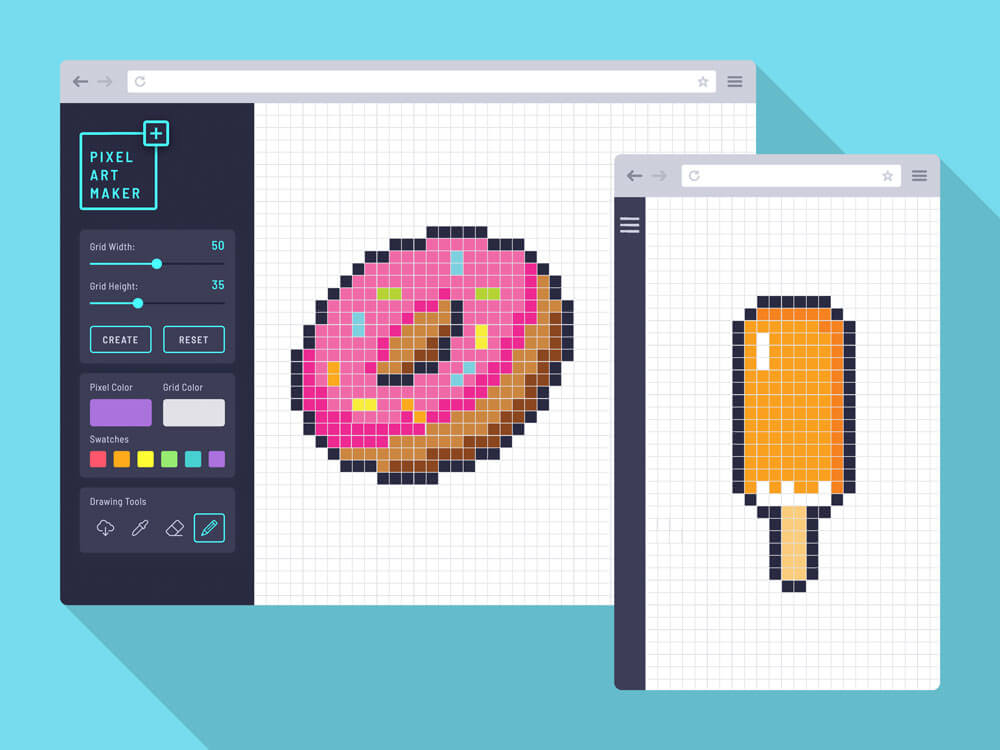 PIXEL
ART
MAKER
Grid Width: 50
Grid Height: 35
CREATE RESET
Pixel Color Grid Color
Swatches
Drawing Tools